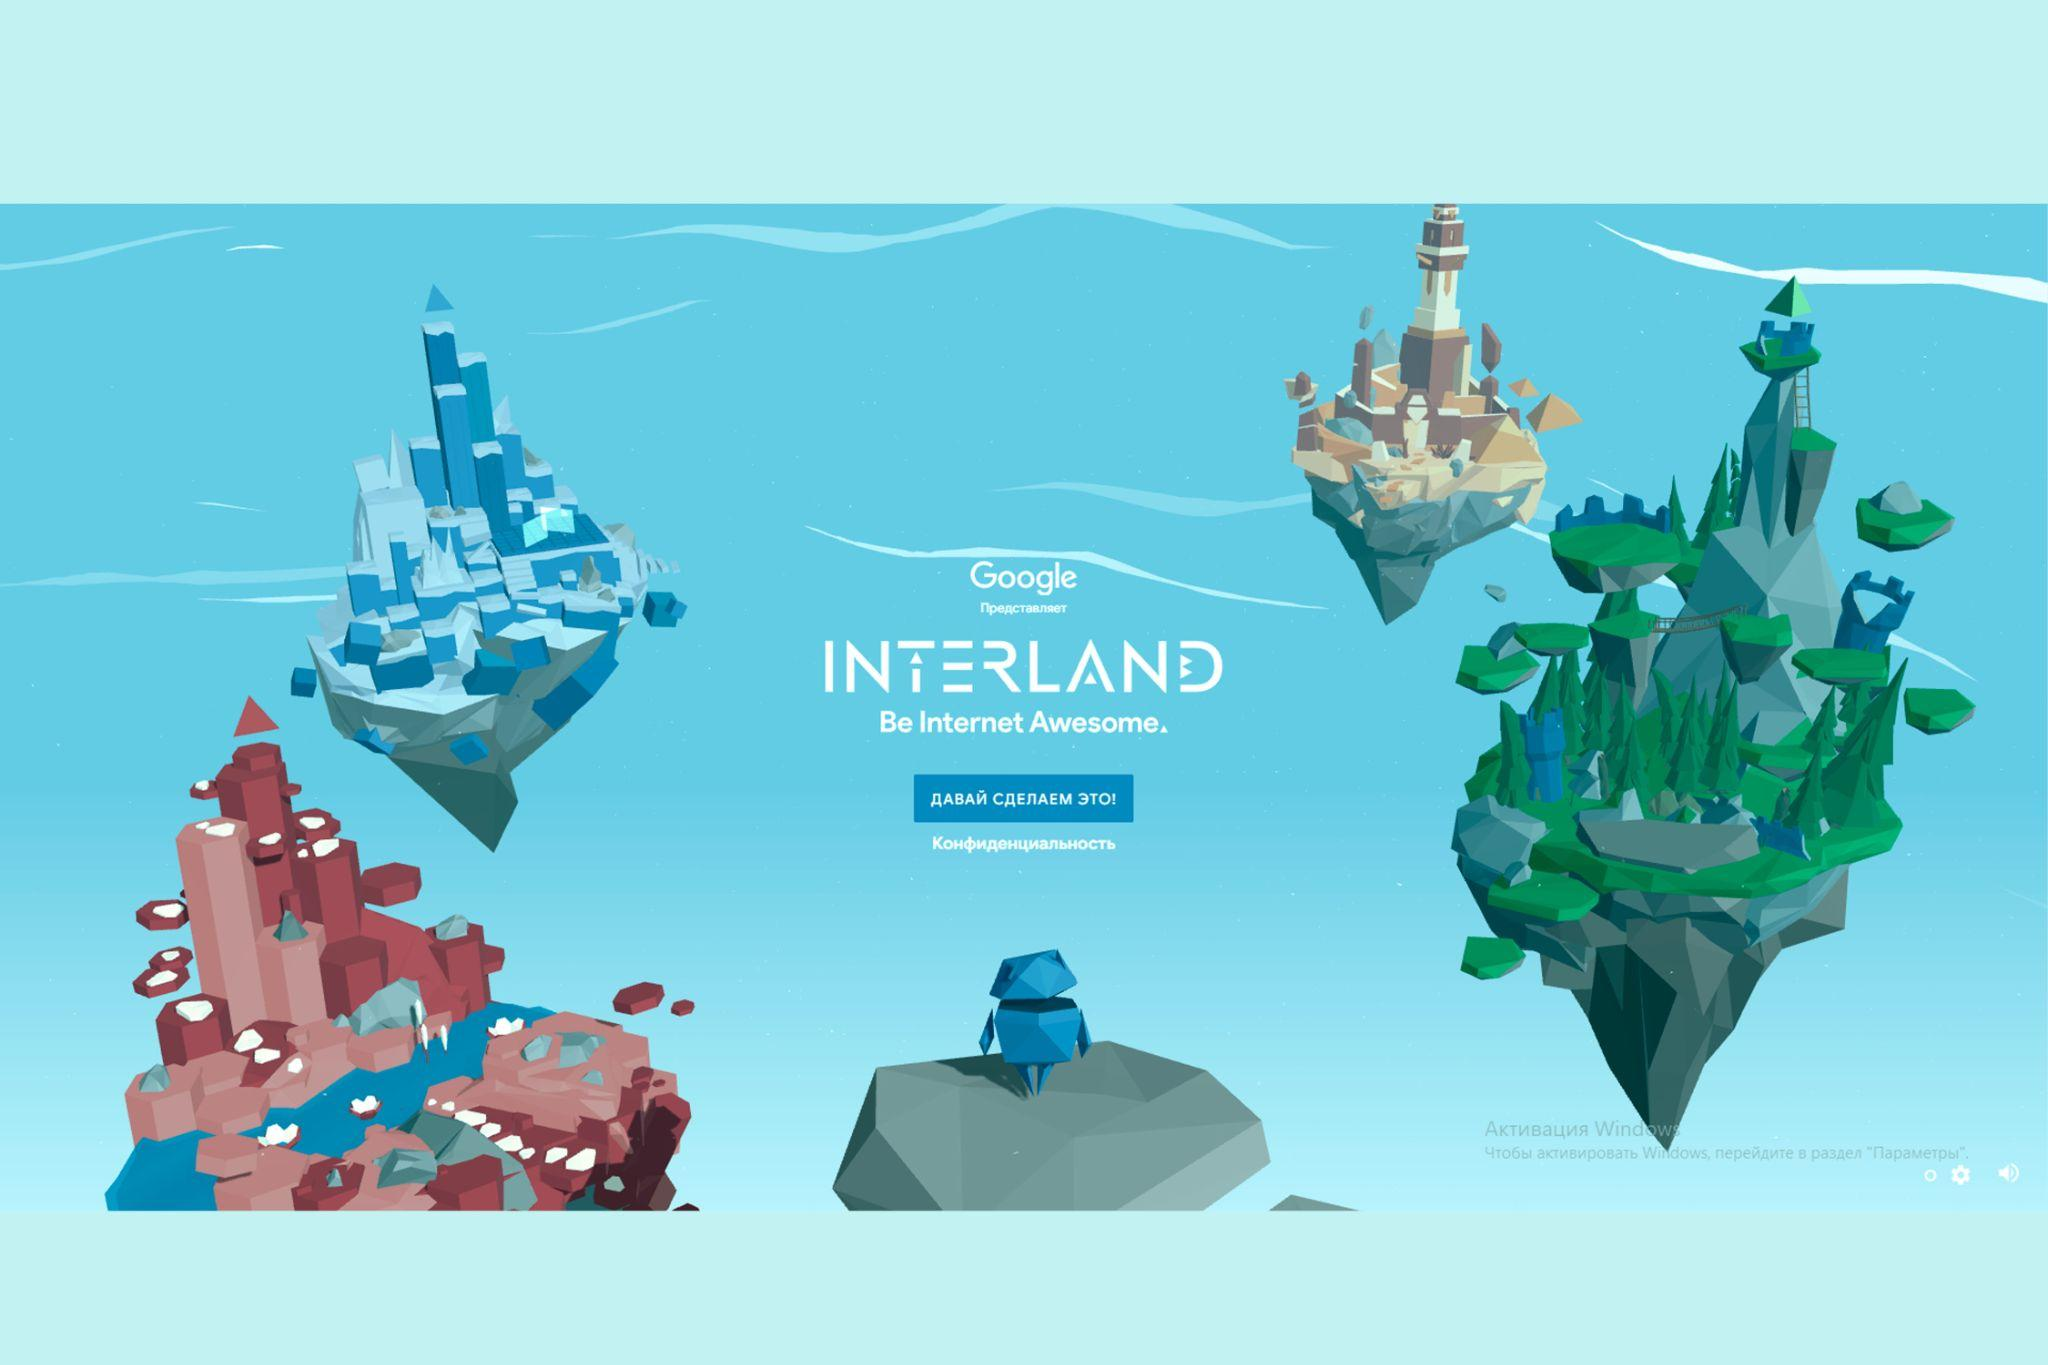 Google
Представляет
INTERLAND
Be Internet Awesome.
ДАВАЙ СДЕЛАЕМ ЭТО!
Конфиденциальность
Активация Windows
Чтобы активировать Windows, перейдите в раздел "Параметры".